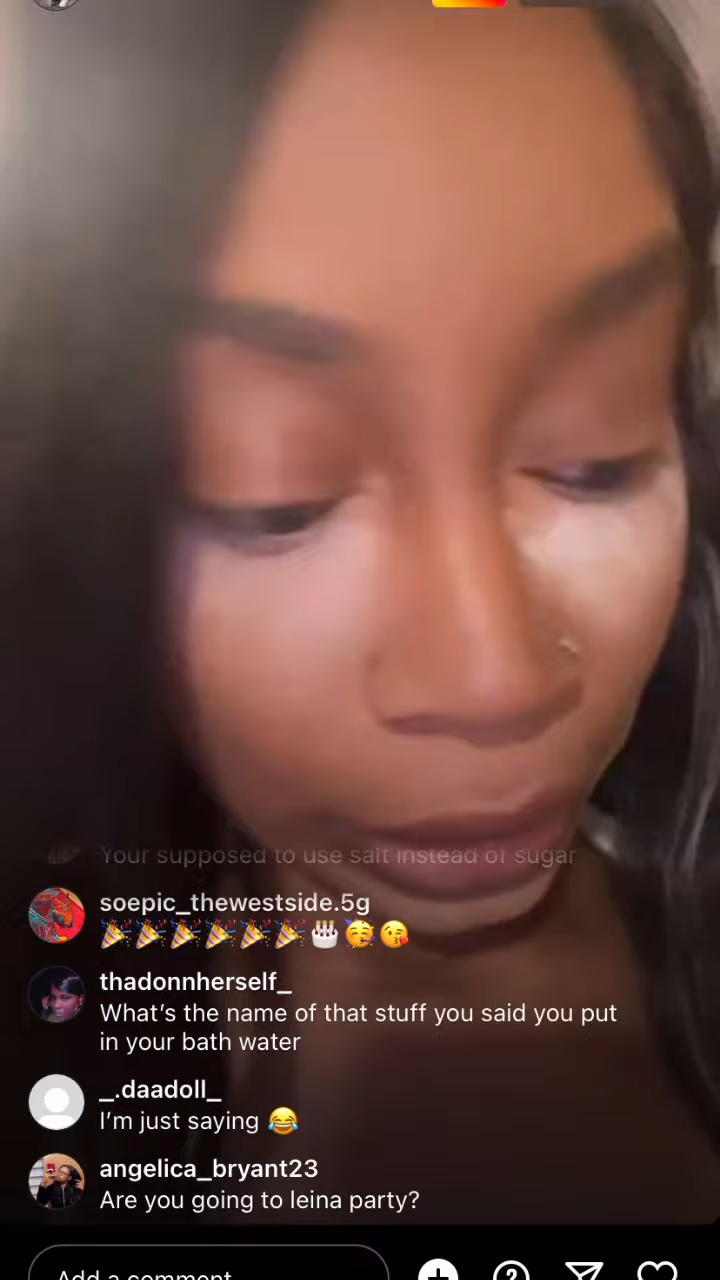 Your supposed to use salt instead of sugar
soepic_thewestside.5g
🎉🎉🎉🎉🎉🎉🎂🥳😘
thadonnherself_
What's the name of that stuff you said you put
in your bath water
_.daadoll_
I'm just saying 😂
angelica_bryant23
Are you going to leina party?
Add a comment